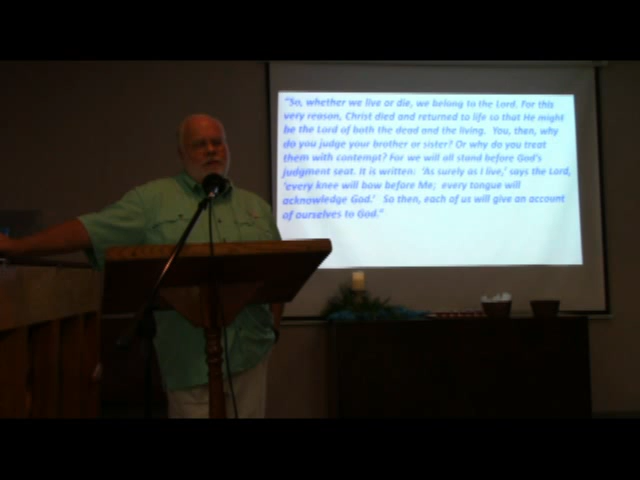 "So, whether we live or die, we belong to the Lord. For this
very reason, Christ died and returned to life so that He might
be the Lord of both the dead and the living.  You, then, why
do you judge your brother or sister? Or why do you treat
them with contempt? For we will all stand before God's
judgment seat. It is written:  'As surely as I live,' says the Lord,
'every knee will bow before Me;  every tongue will
acknowledge God.'   So then, each of us will give an account
of ourselves to God."